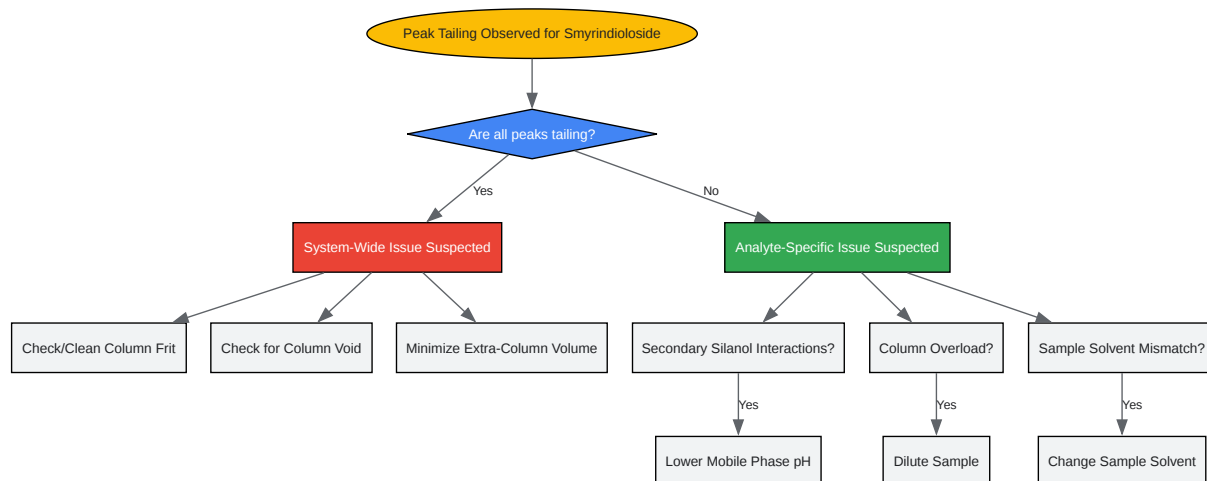 Peak Tailing Observed for Smyrindioloside
Are all peaks tailing?
Yes
No
System-Wide Issue Suspected
Analyte-Specific Issue Suspected
Check/Clean Column Frit
Check for Column Void
Minimize Extra-Column Volume
Secondary Silanol Interactions?
Column Overload?
Sample Solvent Mismatch?
Yes
Yes
Yes
Lower Mobile Phase pH
Dilute Sample
Change Sample Solvent